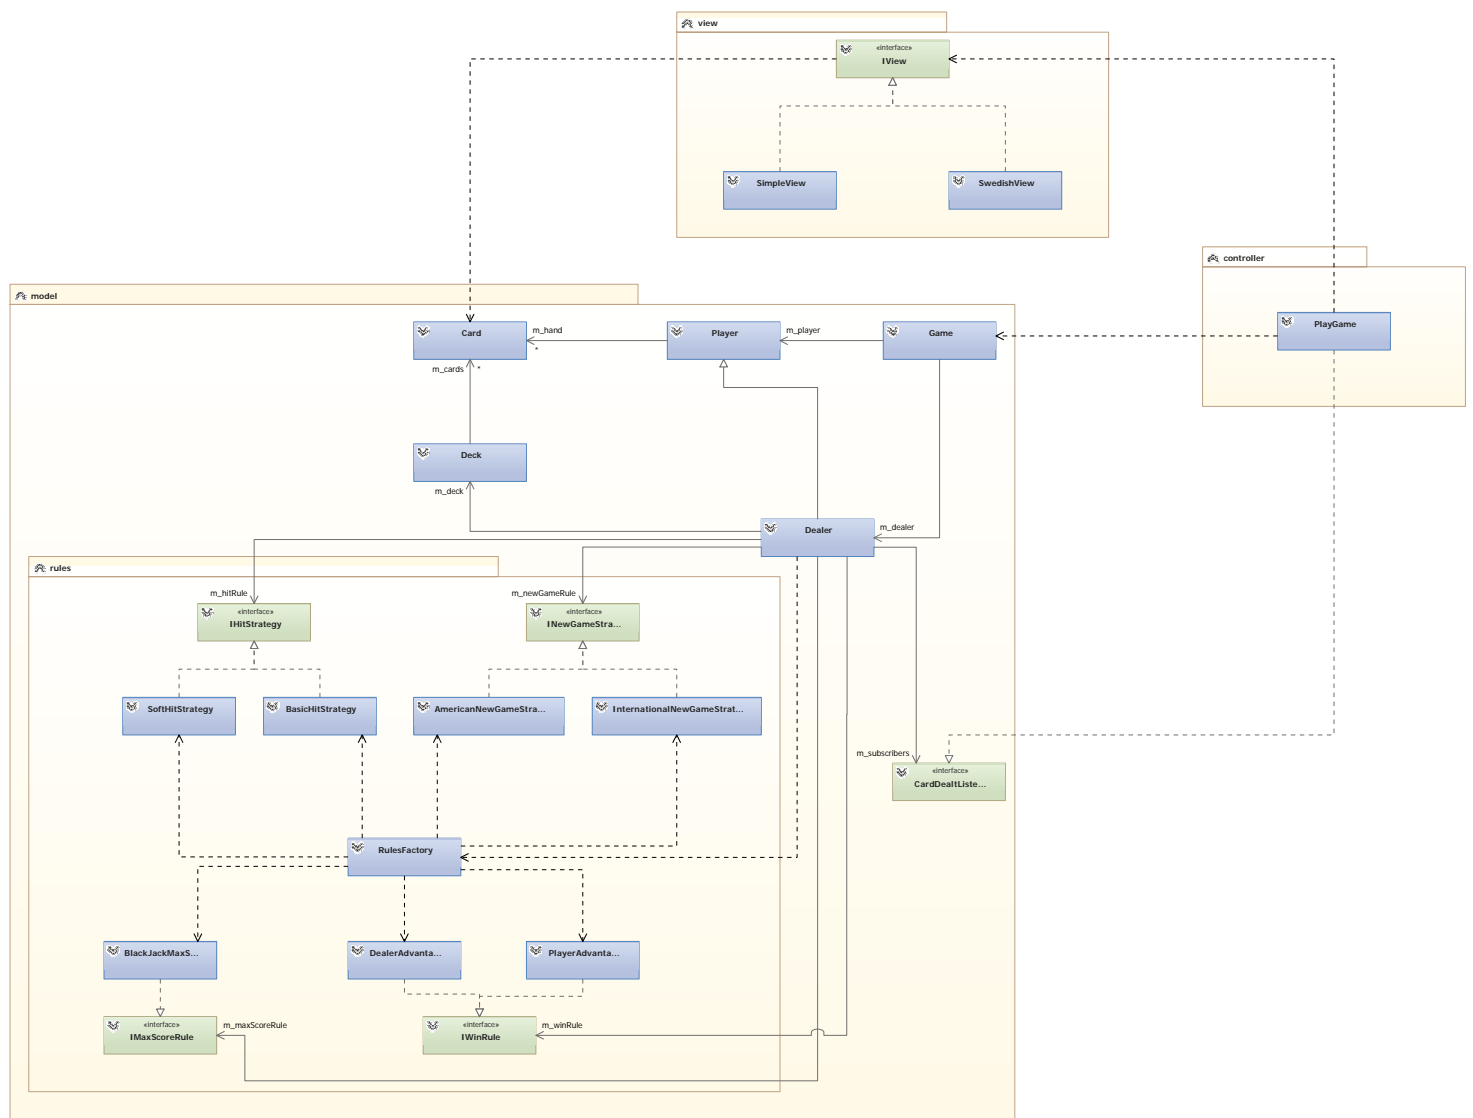 view
«interface»
IView
SimpleView
SwedishView
controller
PlayGame
model
Card
m_hand
*
Player
m_player
Game
m_cards
*
Deck
m_deck
Dealer
m_dealer
rules
m_hitRule
«interface»
IHitStrategy
m_newGameRule
«interface»
INewGameStra...
SoftHitStrategy
BasicHitStrategy
AmericanNewGameStra...
InternationalNewGameStrat...
m_subscribers
«interface»
CardDealtListe...
RulesFactory
BlackJackMaxS...
DealerAdvanta...
PlayerAdvanta...
«interface»
IMaxScoreRule
m_maxScoreRule
«interface»
IWinRule
m_winRule